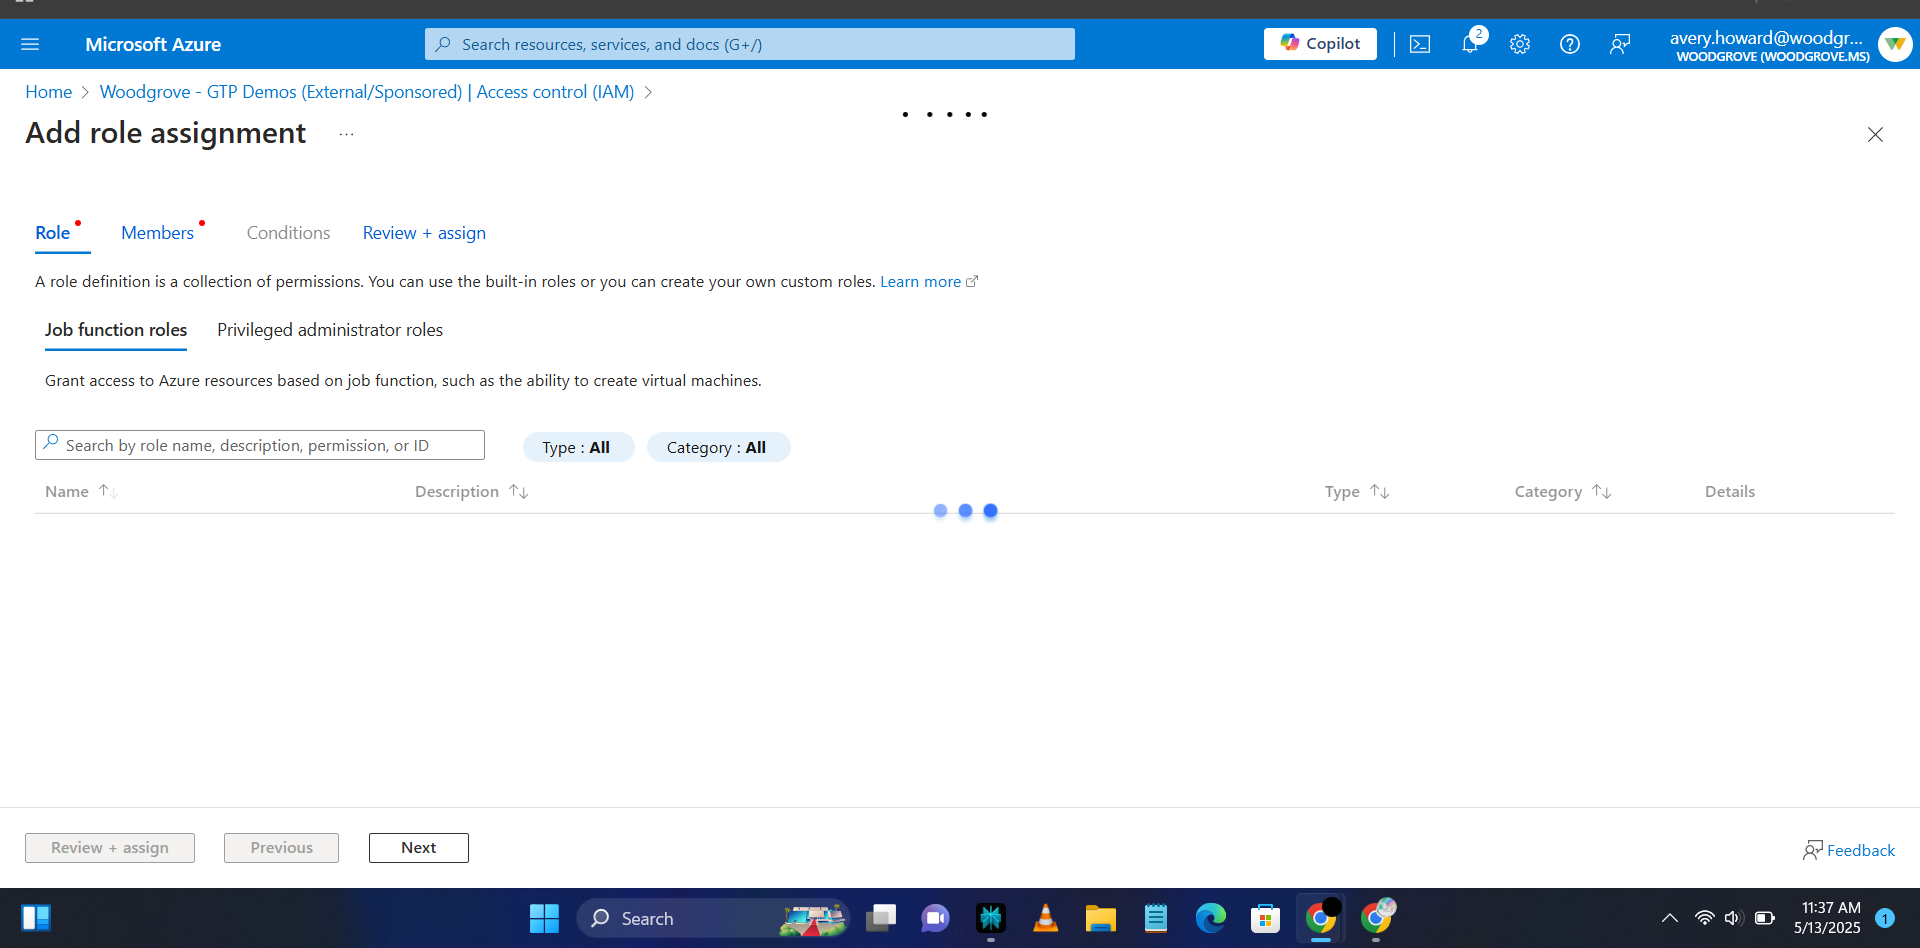 Microsoft Azure
Search resources, services, and docs (G+/)
Copilot
2
avery.howard@woodgr...
WOODGROVE (WOODGROVE.MS)
Home > Woodgrove - GTP Demos (External/Sponsored) | Access control (IAM) >
Add role assignment ...
Role
Members
Conditions
Review + assign
A role definition is a collection of permissions. You can use the built-in roles or you can create your own custom roles. Learn more
Job function roles
Privileged administrator roles
Grant access to Azure resources based on job function, such as the ability to create virtual machines.
Search by role name, description, permission, or ID
Type : All
Category : All
Name
Description
Type
Category
Details
Review + assign
Previous
Next
Feedback
Search
11:37 AM
5/13/2025
1